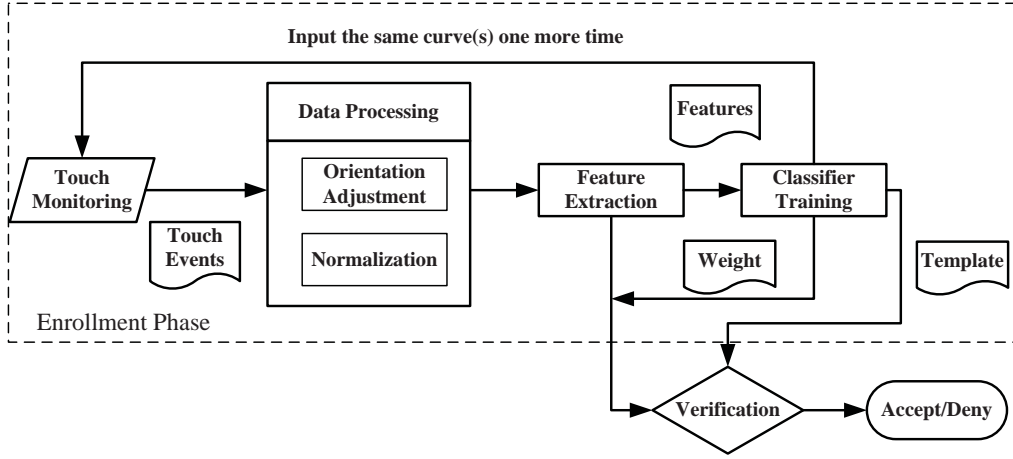 Input the same curve(s) one more time
Data Processing
Features
Touch
Monitoring
Orientation
Adjustment
Feature
Extraction
Classifier
Training
Touch
Events
Normalization
Weight
Template
Enrollment Phase
Verification
Accept/Deny